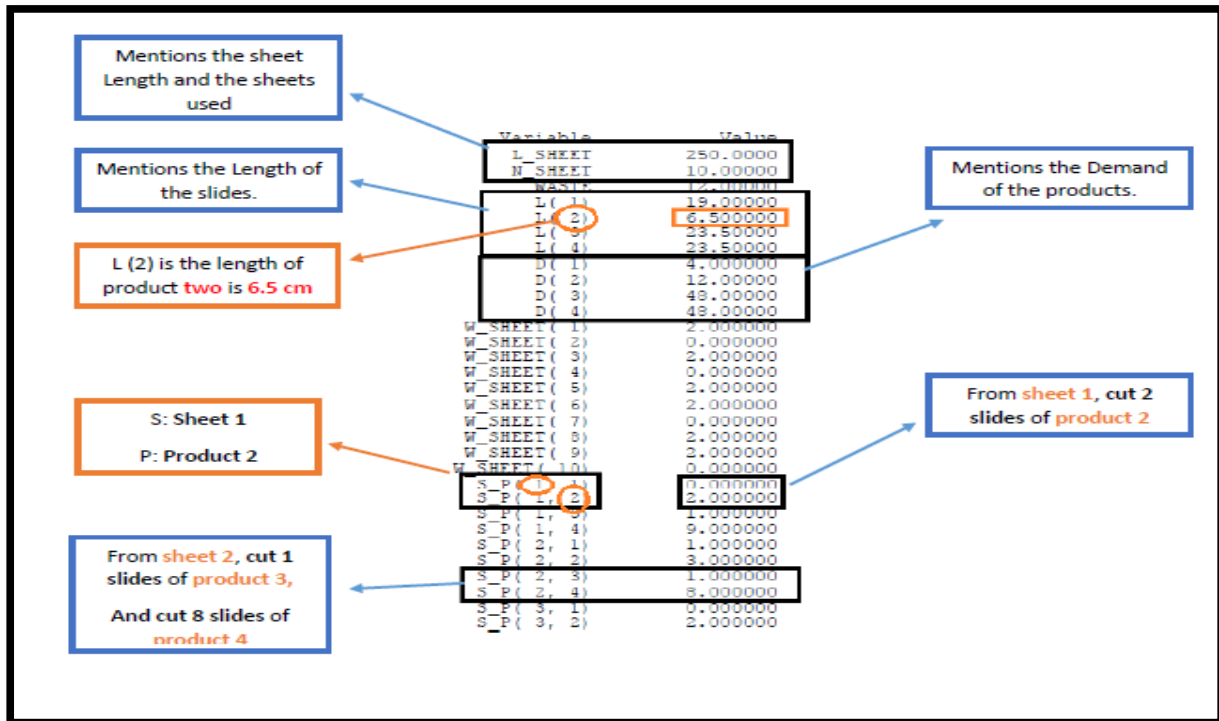 Mentions the sheet
Length and the sheets
used
Mentions the Length of
the slides.
L (2) is the length of
product two is 6.5 cm
S: Sheet 1
P: Product 2
From sheet 2, cut 1
slides of product 3,
And cut 8 slides of
product 4
Variable Value
L_SHEET 250.0000
N_SHEET 10.00000
WASTE 12.00000
L( 1) 19.00000
L( 2) 6.500000
L( 3) 23.50000
L( 4) 23.50000
D( 1) 4.000000
D( 2) 12.00000
D( 3) 48.00000
D( 4) 48.00000
W_SHEET( 1) 2.000000
W_SHEET( 2) 0.000000
W_SHEET( 3) 2.000000
W_SHEET( 4) 0.000000
W_SHEET( 5) 2.000000
W_SHEET( 6) 2.000000
W_SHEET( 7) 0.000000
W_SHEET( 8) 2.000000
W_SHEET( 9) 2.000000
W_SHEET( 10) 0.000000
S_P( 1, 1) 0.000000
S_P( 1, 2) 2.000000
S_P( 1, 3) 1.000000
S_P( 1, 4) 9.000000
S_P( 2, 1) 1.000000
S_P( 2, 2) 3.000000
S_P( 2, 3) 1.000000
S_P( 2, 4) 8.000000
S_P( 3, 1) 0.000000
S_P( 3, 2) 2.000000
Mentions the Demand
of the products.
From sheet 1, cut 2
slides of product 2